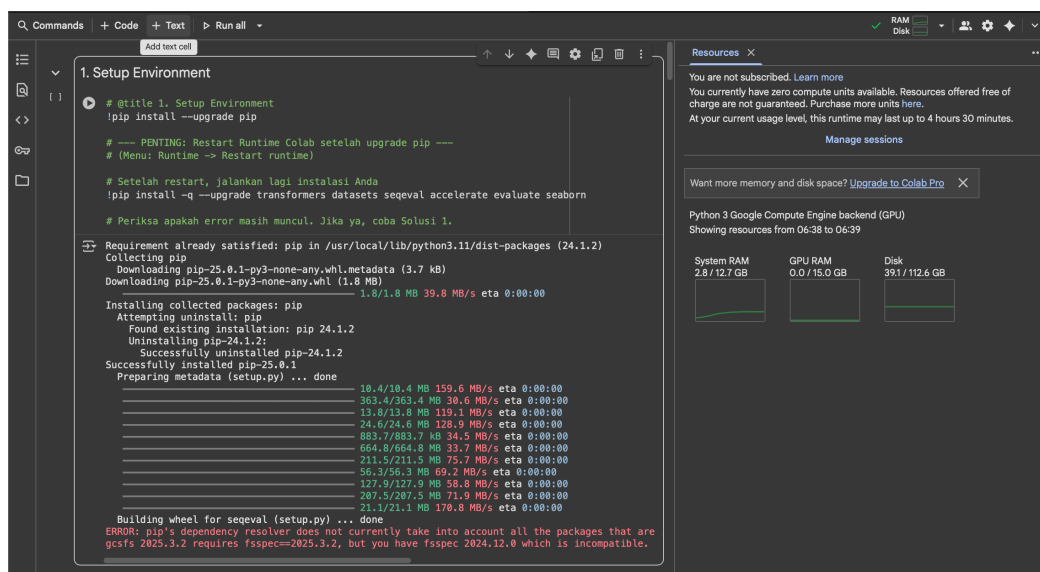 Commands + Code + Text Run all
RAM
Disk
Add text cell
1. Setup Environment
[ ]
# @title 1. Setup Environment
!pip install --upgrade pip
# --- PENTING: Restart Runtime Colab setelah upgrade pip ---
# (Menu: Runtime -> Restart runtime)
# Setelah restart, jalankan lagi instalasi Anda
!pip install -q --upgrade transformers datasets seqeval accelerate evaluate seaborn
# Periksa apakah error masih muncul. Jika ya, coba Solusi 1.
Requirement already satisfied: pip in /usr/local/lib/python3.11/dist-packages (24.1.2)
Collecting pip
Downloading pip-25.0.1-py3-none-any.whl.metadata (3.7 kB)
Downloading pip-25.0.1-py3-none-any.whl (1.8 MB)
1.8/1.8 MB 39.8 MB/s eta 0:00:00
Installing collected packages: pip
Attempting uninstall: pip
Found existing installation: pip 24.1.2
Uninstalling pip-24.1.2:
Successfully uninstalled pip-24.1.2
Successfully installed pip-25.0.1
Preparing metadata (setup.py) ... done
10.4/10.4 MB 159.6 MB/s eta 0:00:00
363.4/363.4 MB 30.6 MB/s eta 0:00:00
13.8/13.8 MB 119.1 MB/s eta 0:00:00
24.6/24.6 MB 128.9 MB/s eta 0:00:00
883.7/883.7 kB 34.5 MB/s eta 0:00:00
664.8/664.8 MB 33.7 MB/s eta 0:00:00
211.5/211.5 MB 75.7 MB/s eta 0:00:00
56.3/56.3 MB 69.2 MB/s eta 0:00:00
127.9/127.9 MB 58.8 MB/s eta 0:00:00
207.5/207.5 MB 71.9 MB/s eta 0:00:00
21.1/21.1 MB 170.8 MB/s eta 0:00:00
Building wheel for seqeval (setup.py) ... done
ERROR: pip's dependency resolver does not currently take into account all the packages that are
gcsfs 2025.3.2 requires fsspec==2025.3.2, but you have fsspec 2024.12.0 which is incompatible.
Resources
You are not subscribed. Learn more
You currently have zero compute units available. Resources offered free of
charge are not guaranteed. Purchase more units here.
At your current usage level, this runtime may last up to 4 hours 30 minutes.
Manage sessions
Want more memory and disk space? Upgrade to Colab Pro
Python 3 Google Compute Engine backend (GPU)
Showing resources from 06:38 to 06:39
System RAM GPU RAM Disk
2.8 / 12.7 GB 0.0 / 15.0 GB 39.1 / 112.6 GB